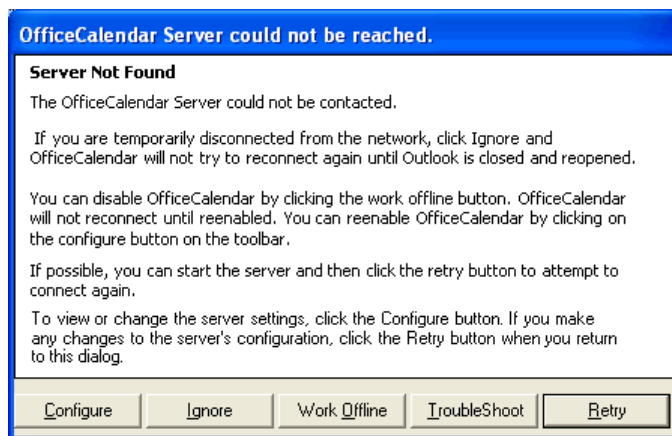 OfficeCalendar Server could not be reached.
Server Not Found
The OfficeCalendar Server could not be contacted.
If you are temporarily disconnected from the network, click Ignore and
OfficeCalendar will not try to reconnect again until Outlook is closed and reopened.
You can disable OfficeCalendar by clicking the work offline button. OfficeCalendar
will not reconnect until reenabled. You can reenable OfficeCalendar by clicking on
the configure button on the toolbar.
If possible, you can start the server and then click the retry button to attempt to
connect again.
To view or change the server settings, click the Configure button. If you make
any changes to the server's configuration, click the Retry button when you return
to this dialog.
Configure Ignore Work Offline TroubleShoot Retry